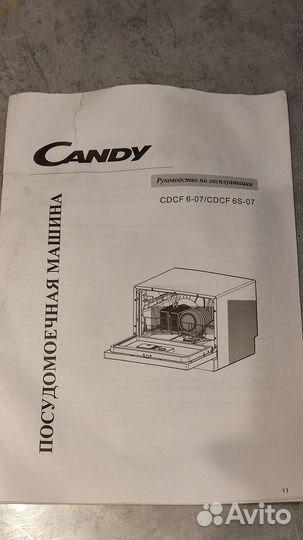 CANDY
Руководство по эксплуатации
CDCF 6-07/CDCF 6S-07
ПОСУДОМОЕЧНАЯ МАШИНА
11
Avito